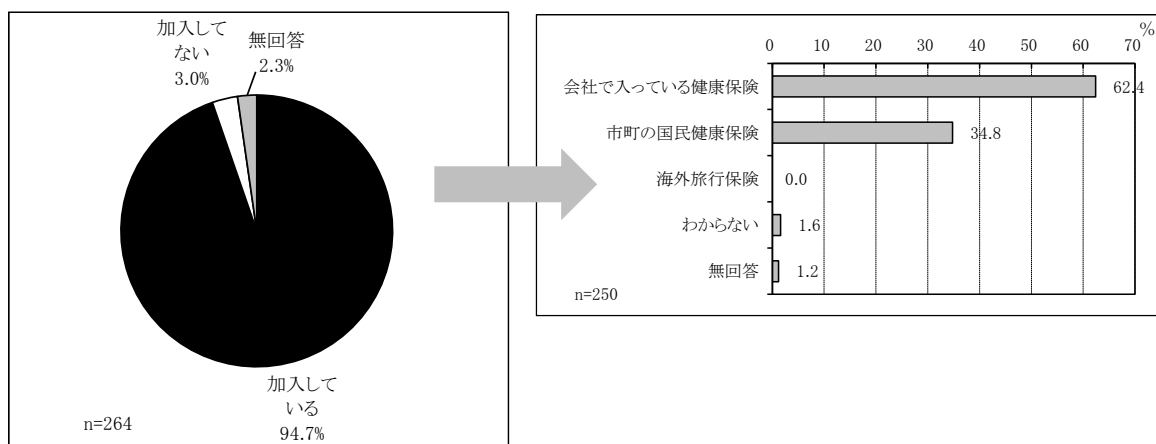 加入して
ない
3.0%
無回答
2.3%
加入して
いる
94.7%
n=264
%
0 10 20 30 40 50 60 70
会社で入っている健康保険 62.4
市町の国民健康保険 34.8
海外旅行保険 0.0
わからない 1.6
無回答 1.2
n=250